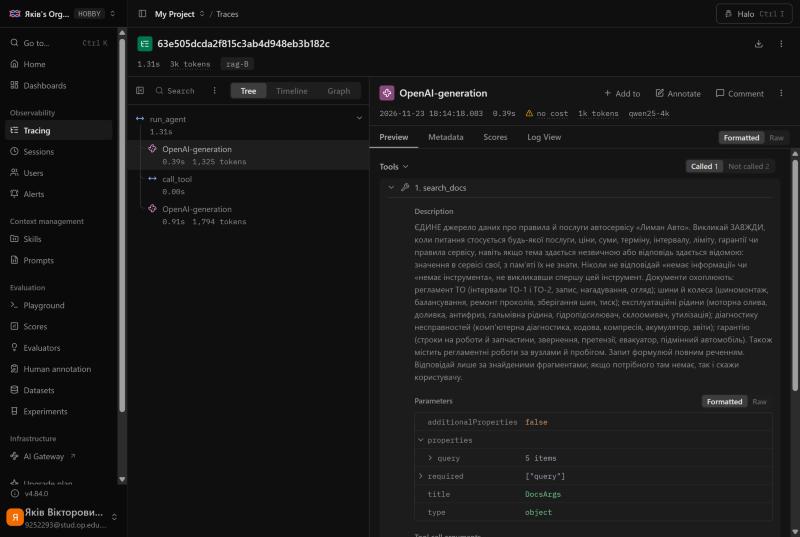 Яків's Org... HOBBY
My Project / Traces
Halo Ctrl I
Go to... Ctrl K
Home
Dashboards
Observability
Tracing
Sessions
Users
Alerts
Context management
Skills
Prompts
Evaluation
Playground
Scores
Evaluators
Human annotation
Datasets
Experiments
Infrastructure
AI Gateway
Upgrade plan
v4.84.0
Я
Яків Вікторови...
9252293@stud.op.edu...
63e505dcda2f815c3ab4d948eb3b182c
1.31s 3k tokens rag-B
Search
Tree Timeline Graph
run_agent
1.31s
OpenAI-generation
0.39s 1,325 tokens
call_tool
0.00s
OpenAI-generation
0.91s 1,794 tokens
OpenAI-generation
Add to Annotate Comment
2026-11-23 18:14:18.083 0.39s no cost 1k tokens qwen25-4k
Preview Metadata Scores Log View
Formatted Raw
Tools
Called 1 Not called 2
1. search_docs
Description
ЄДИНЕ джерело даних про правила й послуги автосервісу «Лиман Авто». Викликай ЗАВЖДИ,
коли питання стосується будь-якої послуги, ціни, суми, терміну, інтервалу, ліміту, гарантії чи
правила сервісу, навіть якщо тема здається незвичною або відповідь здається відомою:
значення в сервісі свої, з пам'яті їх не знати. Ніколи не відповідай «немає інформації» чи
«немає інструмента», не викликавши спершу цей інструмент. Документи охоплюють:
регламент ТО (інтервали ТО-1 і ТО-2, запис, нагадування, огляд); шини й колеса (шиномонтаж,
балансування, ремонт проколів, зберігання шин, тиск); експлуатаційні рідини (моторна олива,
доливка, антифриз, гальмівна рідина, гідропідсилювач, склоомивач, утилізація); діагностику
несправностей (комп'ютерна діагностика, ходова, компресія, акумулятор, звіти); гарантію
(строки на роботи й запчастини, звернення, претензії, евакуатор, підмінний автомобіль). Також
містить регламентні роботи за вузлами й пробігом. Запит формулюй повним реченням.
Відповідай лише за знайденими фрагментами; якщо потрібного там немає, так і скажи
користувачу.
Parameters
Formatted Raw
additionalProperties false
properties
query 5 items
required ["query"]
title DocsArgs
type object
Tool call arguments